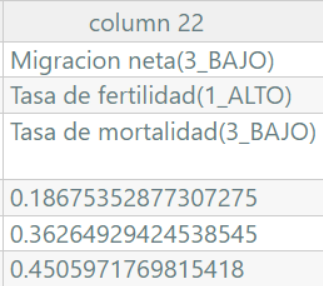 column 22
Migracion neta(3_BAJO)
Tasa de fertilidad(1_ALTO)
Tasa de mortalidad(3_BAJO)
0.18675352877307275
0.36264929424538545
0.4505971769815418